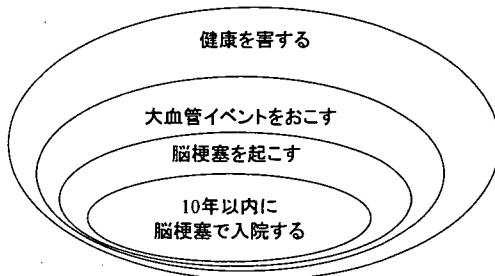 健康を害する
大血管イベントをおこす
脳梗塞を起こす
10年以内に
脳梗塞で入院する